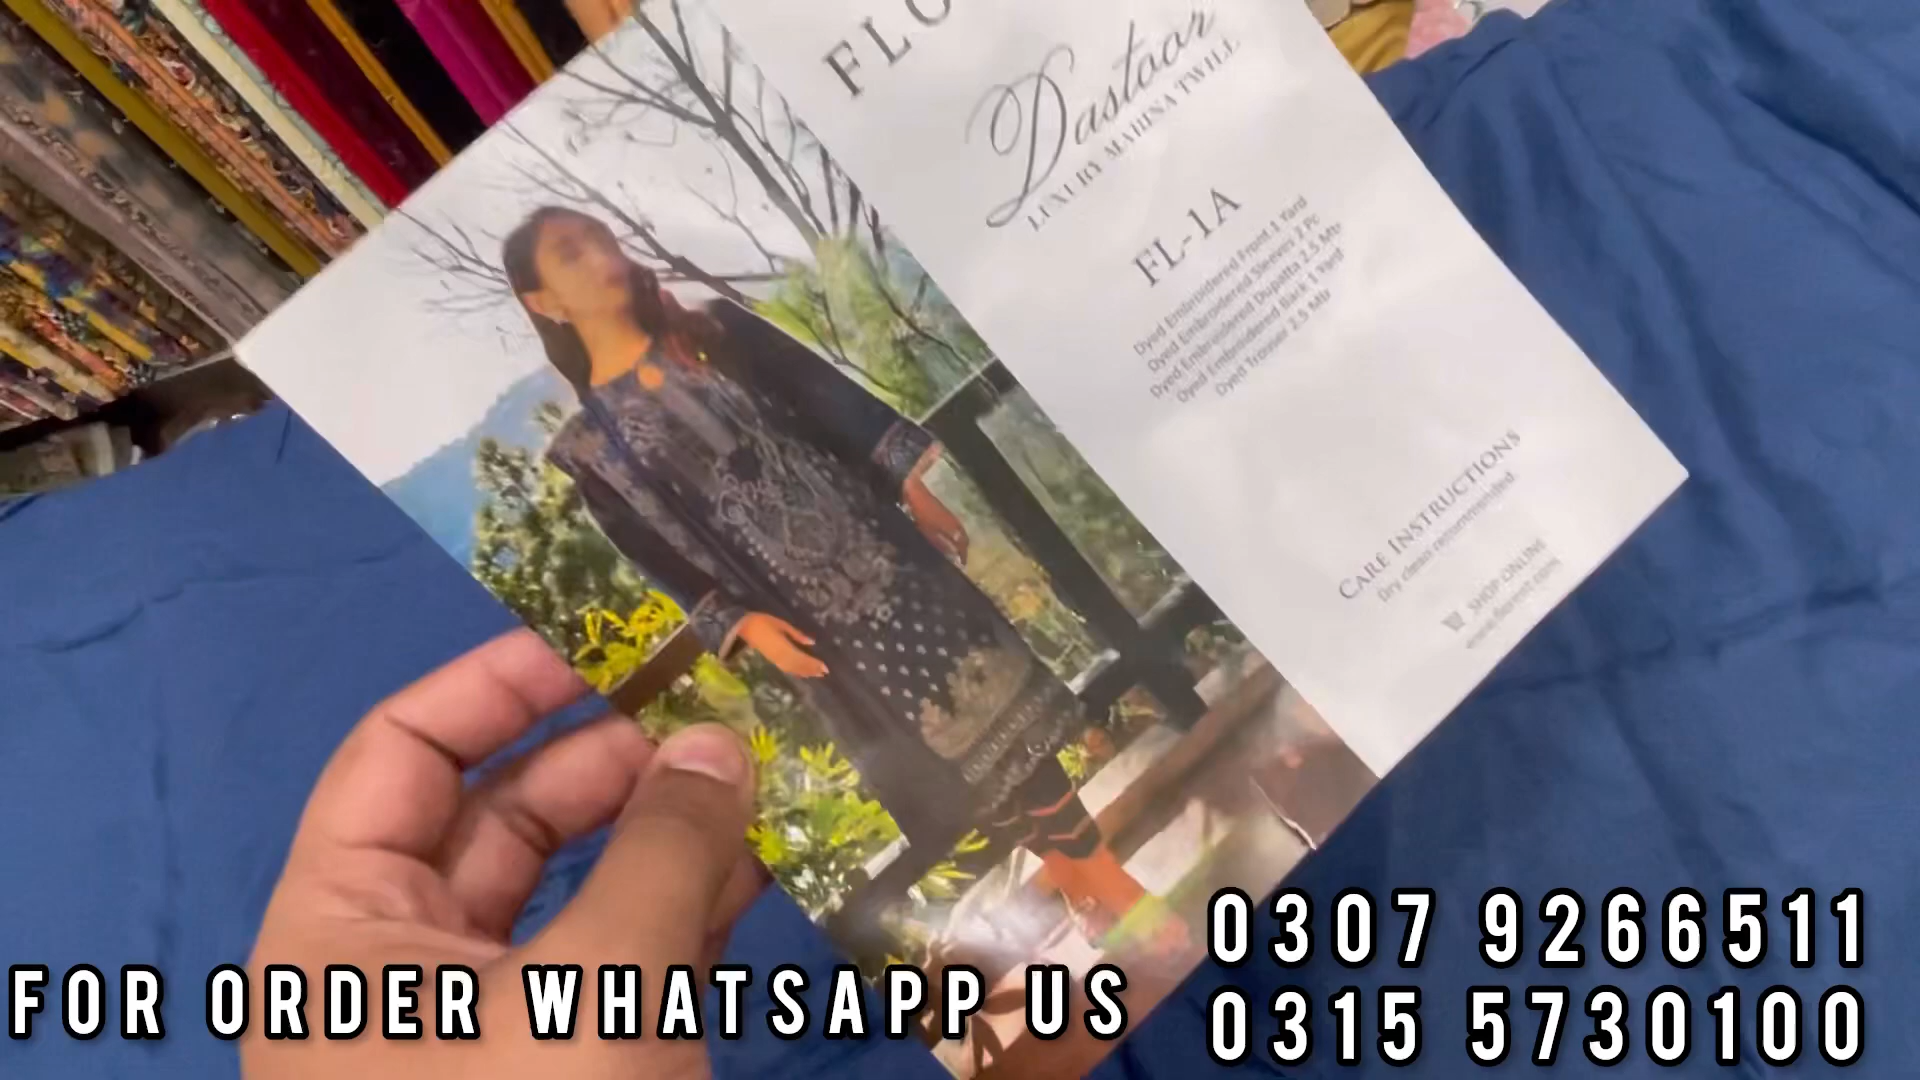 FLO
Dastoor
LUXURY MARINA TWILL
FL-1A
Dyed Embroidered Front 1 Yard
Dyed Embroidered Sleeves 2 Pc
Dyed Embroidered Dupatta 2.5 Mtr
Dyed Embroidered Back 1 Yard
Dyed Trouser 2.5 Mtr
CARE INSTRUCTIONS
Dry clean recommended.
SHOP ONLINE
FOR ORDER WHATSAPP US
0307 9266511
0315 5730100